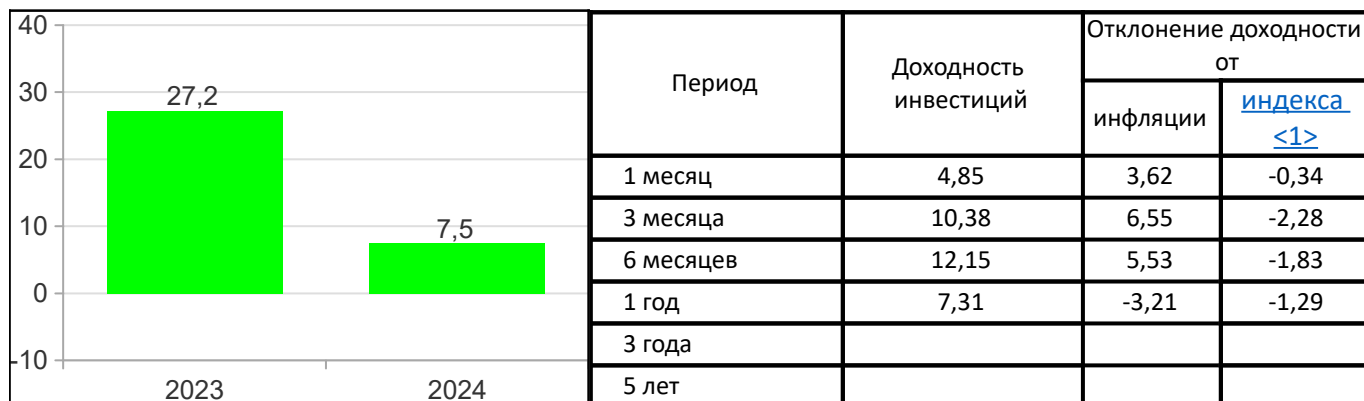 40
30
20
10
0
-10
27,2
7,5
2023
2024
Период
Доходность
инвестиций
Отклонение доходности
от
инфляции
индекса
<1>
1 месяц 4,85 3,62 -0,34
3 месяца 10,38 6,55 -2,28
6 месяцев 12,15 5,53 -1,83
1 год 7,31 -3,21 -1,29
3 года
5 лет